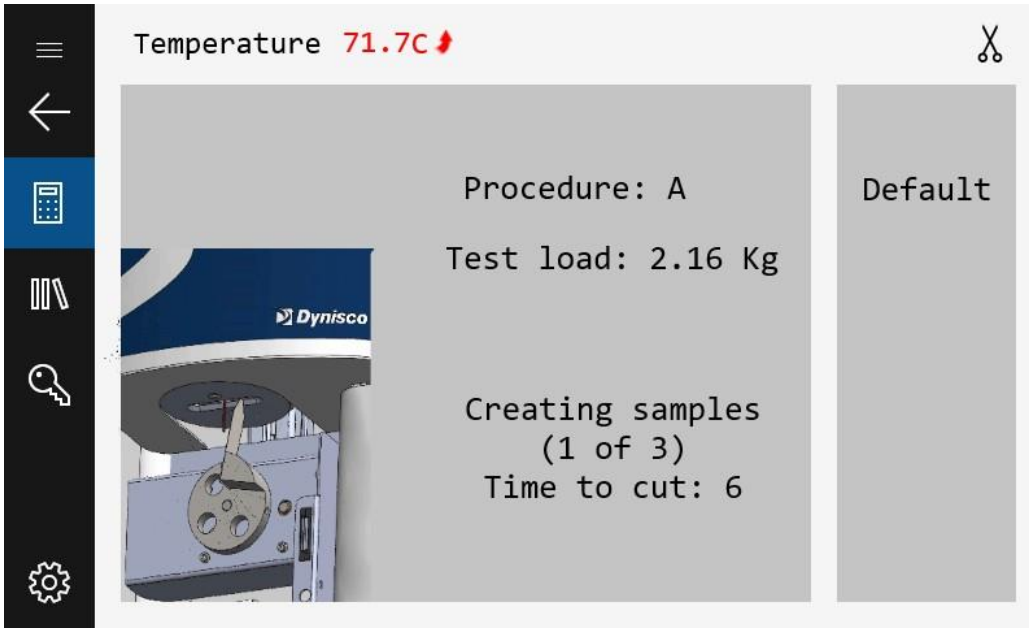 Temperature 71.7C
Procedure: A
Test load: 2.16 Kg
Default
Dynisco
Creating samples
(1 of 3)
Time to cut: 6